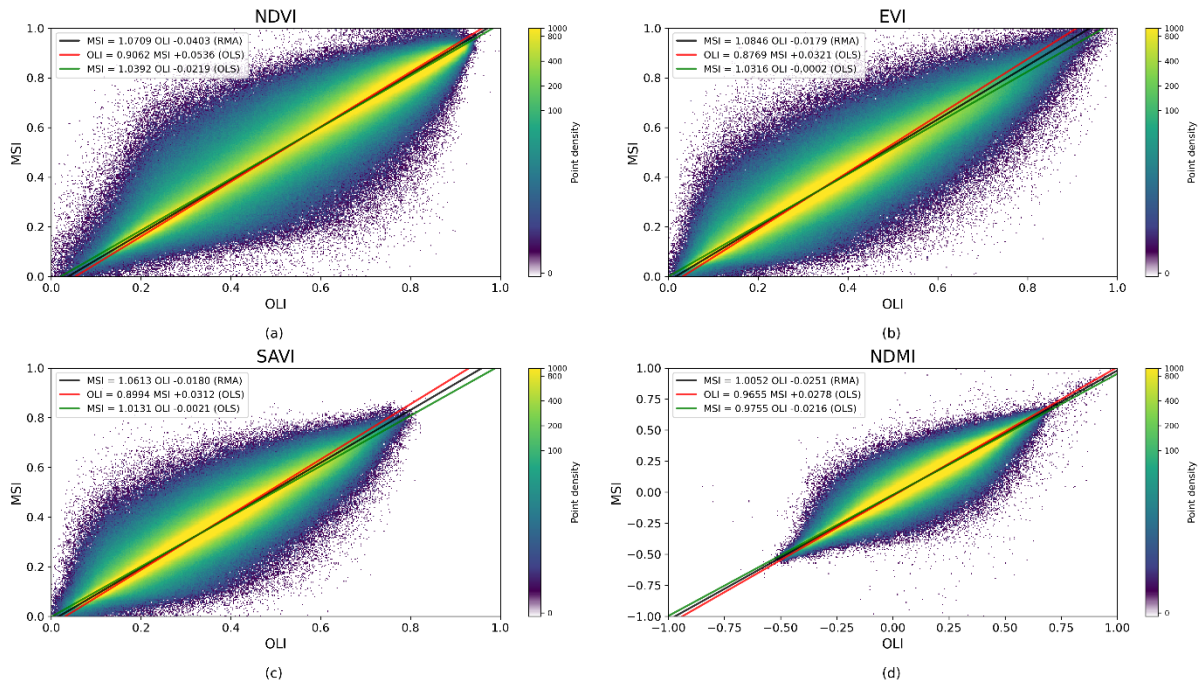 NDVI
MSI = 1.0709 OLI -0.0403 (RMA)
OLI = 0.9062 MSI +0.0536 (OLS)
MSI = 1.0392 OLI -0.0219 (OLS)
1.0
0.8
0.6
0.4
0.2
0.0
MSI
0.0 0.2 0.4 0.6 0.8 1.0
OLI
1000
800
400
200
100
0
Point density
(a)
EVI
MSI = 1.0846 OLI -0.0179 (RMA)
OLI = 0.8769 MSI +0.0321 (OLS)
MSI = 1.0316 OLI -0.0002 (OLS)
1.0
0.8
0.6
0.4
0.2
0.0
MSI
0.0 0.2 0.4 0.6 0.8 1.0
OLI
1000
800
400
200
100
0
Point density
(b)
SAVI
MSI = 1.0613 OLI -0.0180 (RMA)
OLI = 0.8994 MSI +0.0312 (OLS)
MSI = 1.0131 OLI -0.0021 (OLS)
1.0
0.8
0.6
0.4
0.2
0.0
MSI
0.0 0.2 0.4 0.6 0.8 1.0
OLI
1000
800
400
200
100
0
Point density
(c)
NDMI
MSI = 1.0052 OLI -0.0251 (RMA)
OLI = 0.9655 MSI +0.0278 (OLS)
MSI = 0.9755 OLI -0.0216 (OLS)
1.00
0.75
0.50
0.25
0.00
−0.25
−0.50
−0.75
−1.00
MSI
−1.00 −0.75 −0.50 −0.25 0.00 0.25 0.50 0.75 1.00
OLI
1000
800
400
200
100
0
Point density
(d)